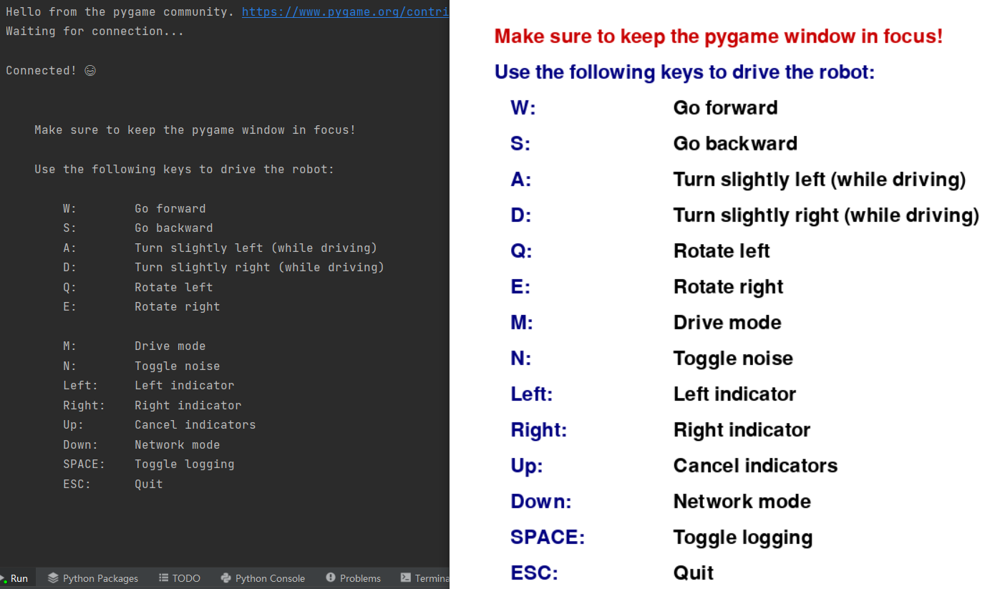 Hello from the pygame community. https://www.pygame.org/contri
Waiting for connection...
Connected! 😄
Make sure to keep the pygame window in focus!
Use the following keys to drive the robot:
W: Go forward
S: Go backward
A: Turn slightly left (while driving)
D: Turn slightly right (while driving)
Q: Rotate left
E: Rotate right
M: Drive mode
N: Toggle noise
Left: Left indicator
Right: Right indicator
Up: Cancel indicators
Down: Network mode
SPACE: Toggle logging
ESC: Quit
Run Python Packages TODO Python Console Problems Termina
Make sure to keep the pygame window in focus!
Use the following keys to drive the robot:
W: Go forward
S: Go backward
A: Turn slightly left (while driving)
D: Turn slightly right (while driving)
Q: Rotate left
E: Rotate right
M: Drive mode
N: Toggle noise
Left: Left indicator
Right: Right indicator
Up: Cancel indicators
Down: Network mode
SPACE: Toggle logging
ESC: Quit